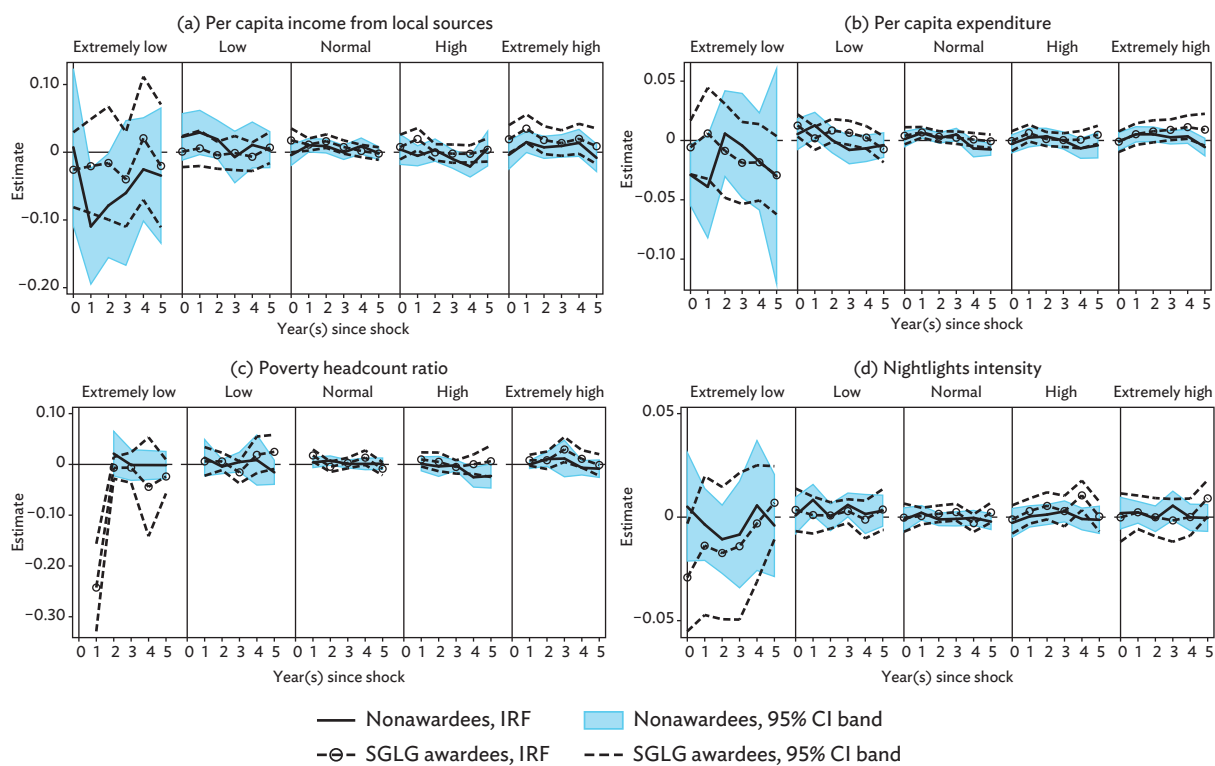 (a) Per capita income from local sources
Extremely low Low Normal High Extremely high
0.10
0
−0.10
−0.20
Estimate
0 1 2 3 4 5 0 1 2 3 4 5 0 1 2 3 4 5 0 1 2 3 4 5 0 1 2 3 4 5
Year(s) since shock
(b) Per capita expenditure
Extremely low Low Normal High Extremely high
0.05
0
−0.05
−0.10
Estimate
0 1 2 3 4 5 0 1 2 3 4 5 0 1 2 3 4 5 0 1 2 3 4 5 0 1 2 3 4 5
Year(s) since shock
(c) Poverty headcount ratio
Extremely low Low Normal High Extremely high
0.10
0
−0.10
−0.20
−0.30
Estimate
0 1 2 3 4 5 0 1 2 3 4 5 0 1 2 3 4 5 0 1 2 3 4 5 0 1 2 3 4 5
Year(s) since shock
(d) Nightlights intensity
Extremely low Low Normal High Extremely high
0.05
0
−0.05
Estimate
0 1 2 3 4 5 0 1 2 3 4 5 0 1 2 3 4 5 0 1 2 3 4 5 0 1 2 3 4 5
Year(s) since shock
Nonawardees, IRF Nonawardees, 95% CI band
SGLG awardees, IRF SGLG awardees, 95% CI band